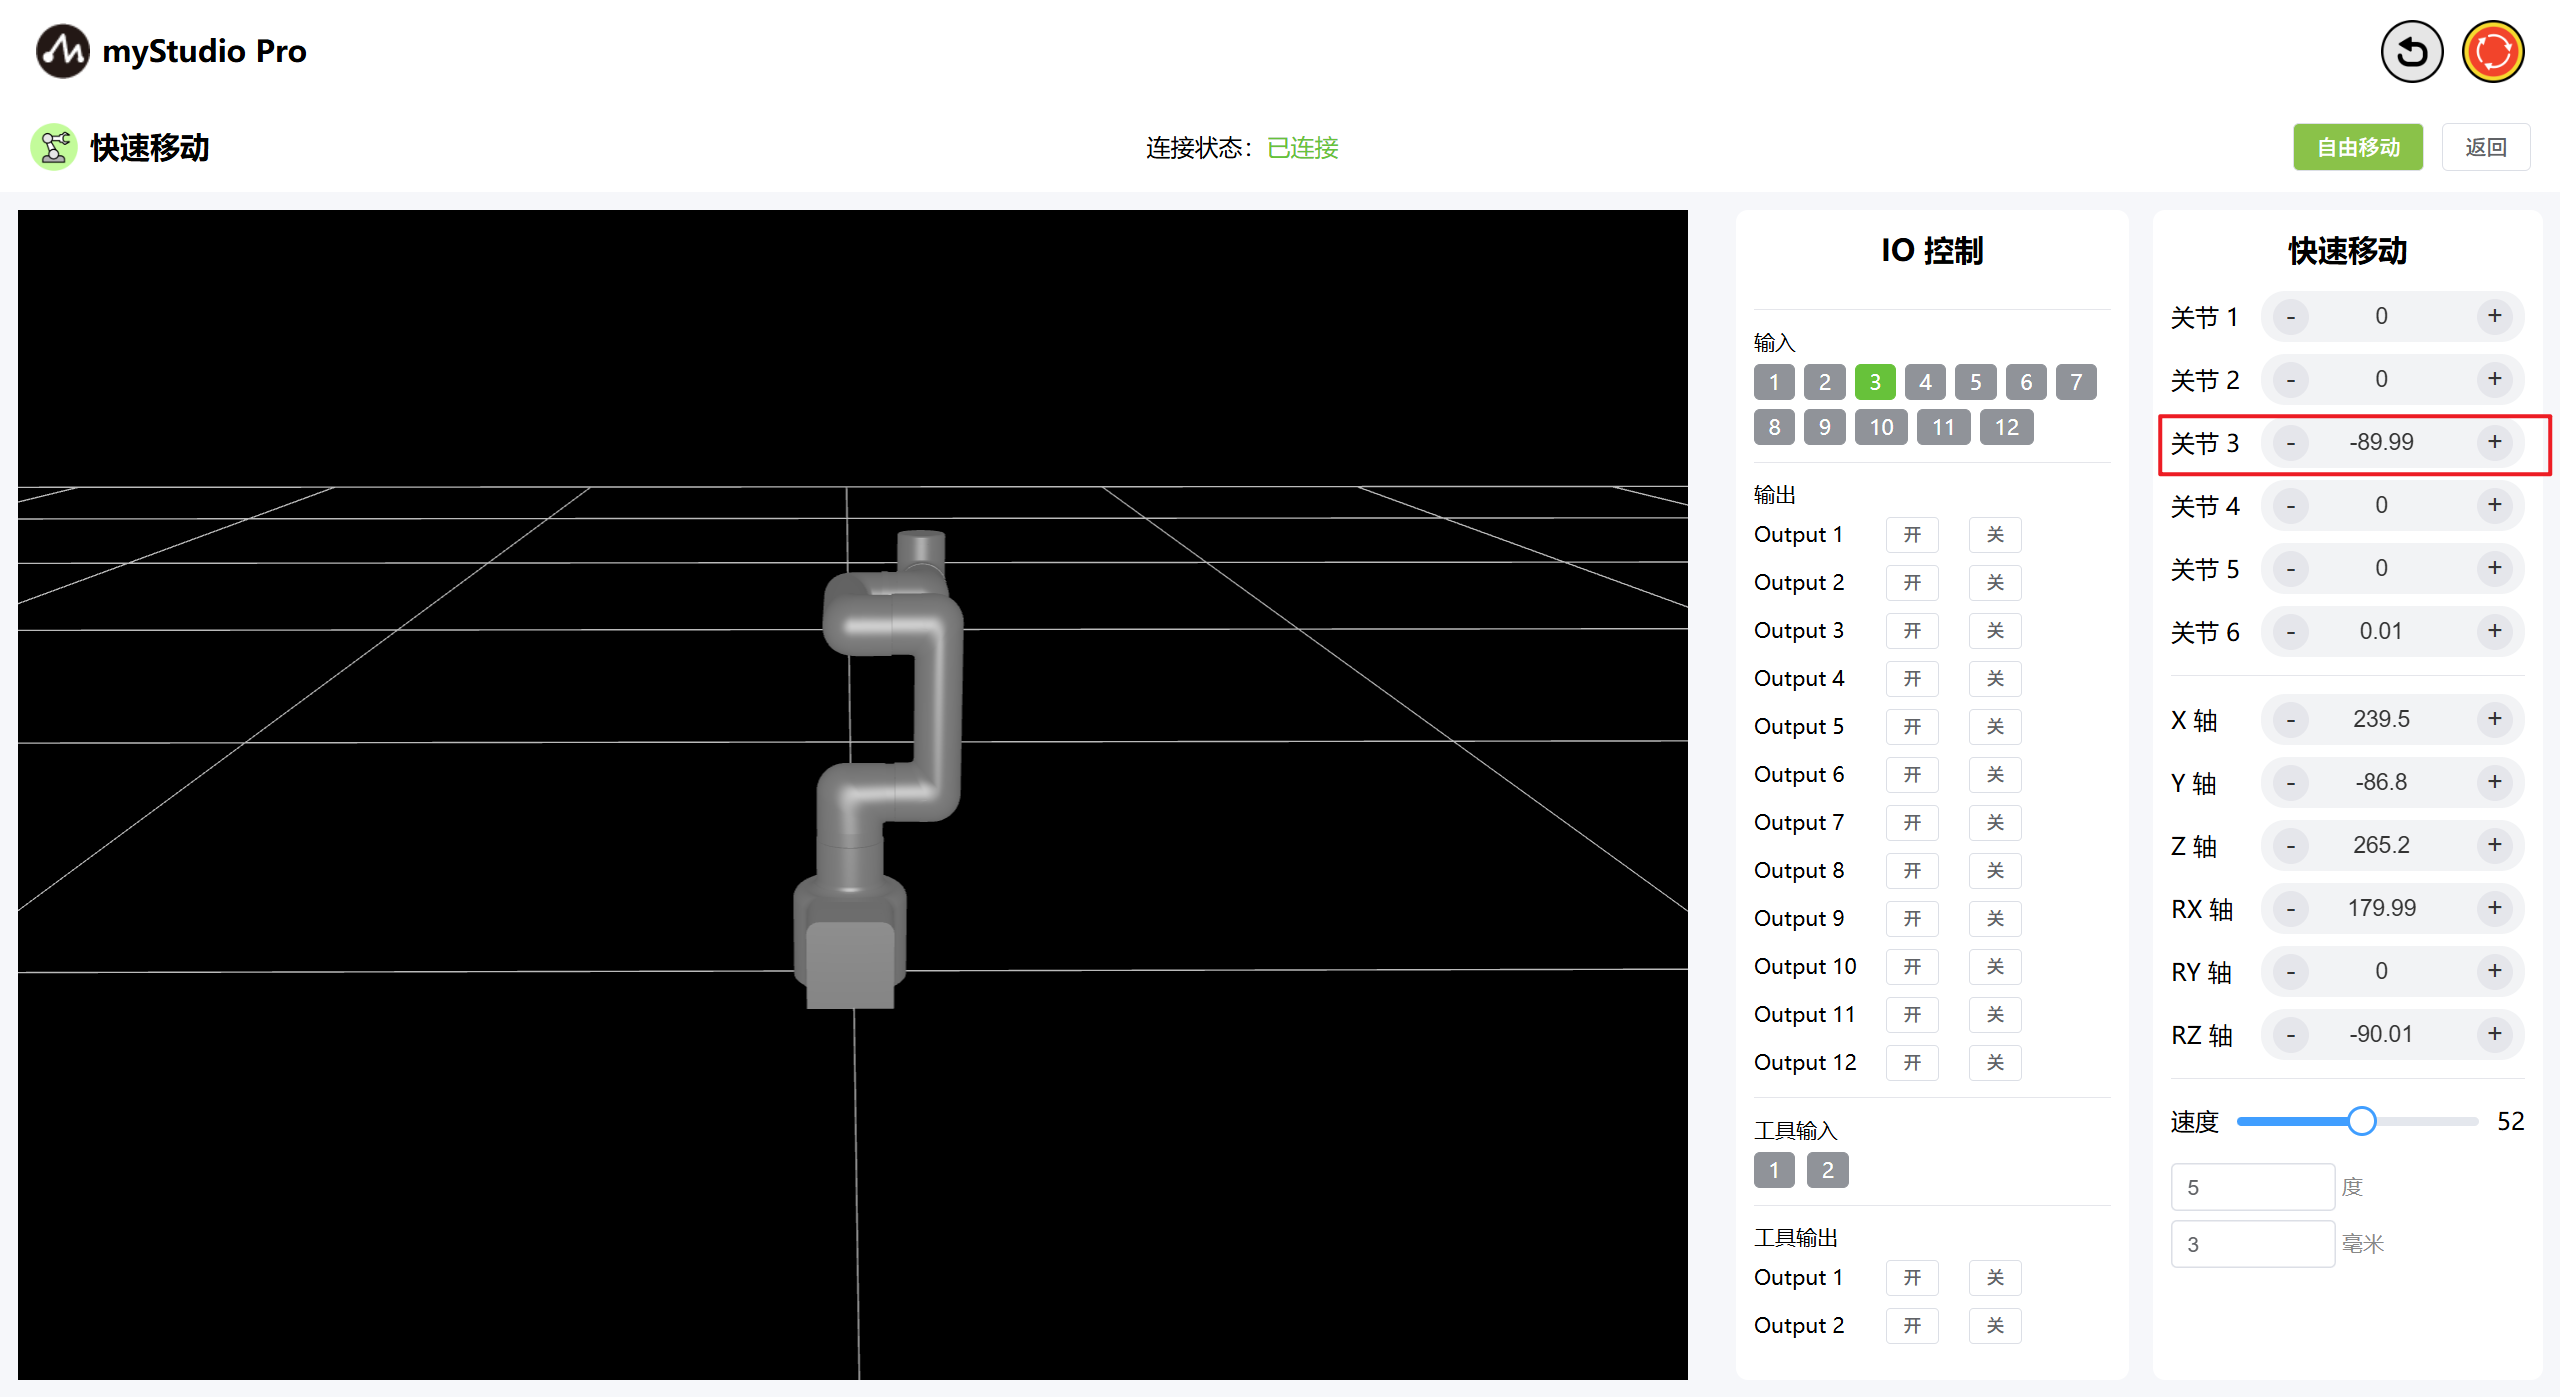 myStudio Pro
快速移动
连接状态：已连接
自由移动
返回
IO 控制
输入
1 2 3 4 5 6 7
8 9 10 11 12
输出
Output 1 开 关
Output 2 开 关
Output 3 开 关
Output 4 开 关
Output 5 开 关
Output 6 开 关
Output 7 开 关
Output 8 开 关
Output 9 开 关
Output 10 开 关
Output 11 开 关
Output 12 开 关
工具输入
1 2
工具输出
Output 1 开 关
Output 2 开 关
快速移动
关节 1 - 0 +
关节 2 - 0 +
关节 3 - -89.99 +
关节 4 - 0 +
关节 5 - 0 +
关节 6 - 0.01 +
X 轴 - 239.5 +
Y 轴 - -86.8 +
Z 轴 - 265.2 +
RX 轴 - 179.99 +
RY 轴 - 0 +
RZ 轴 - -90.01 +
速度 52
5 度
3 毫米